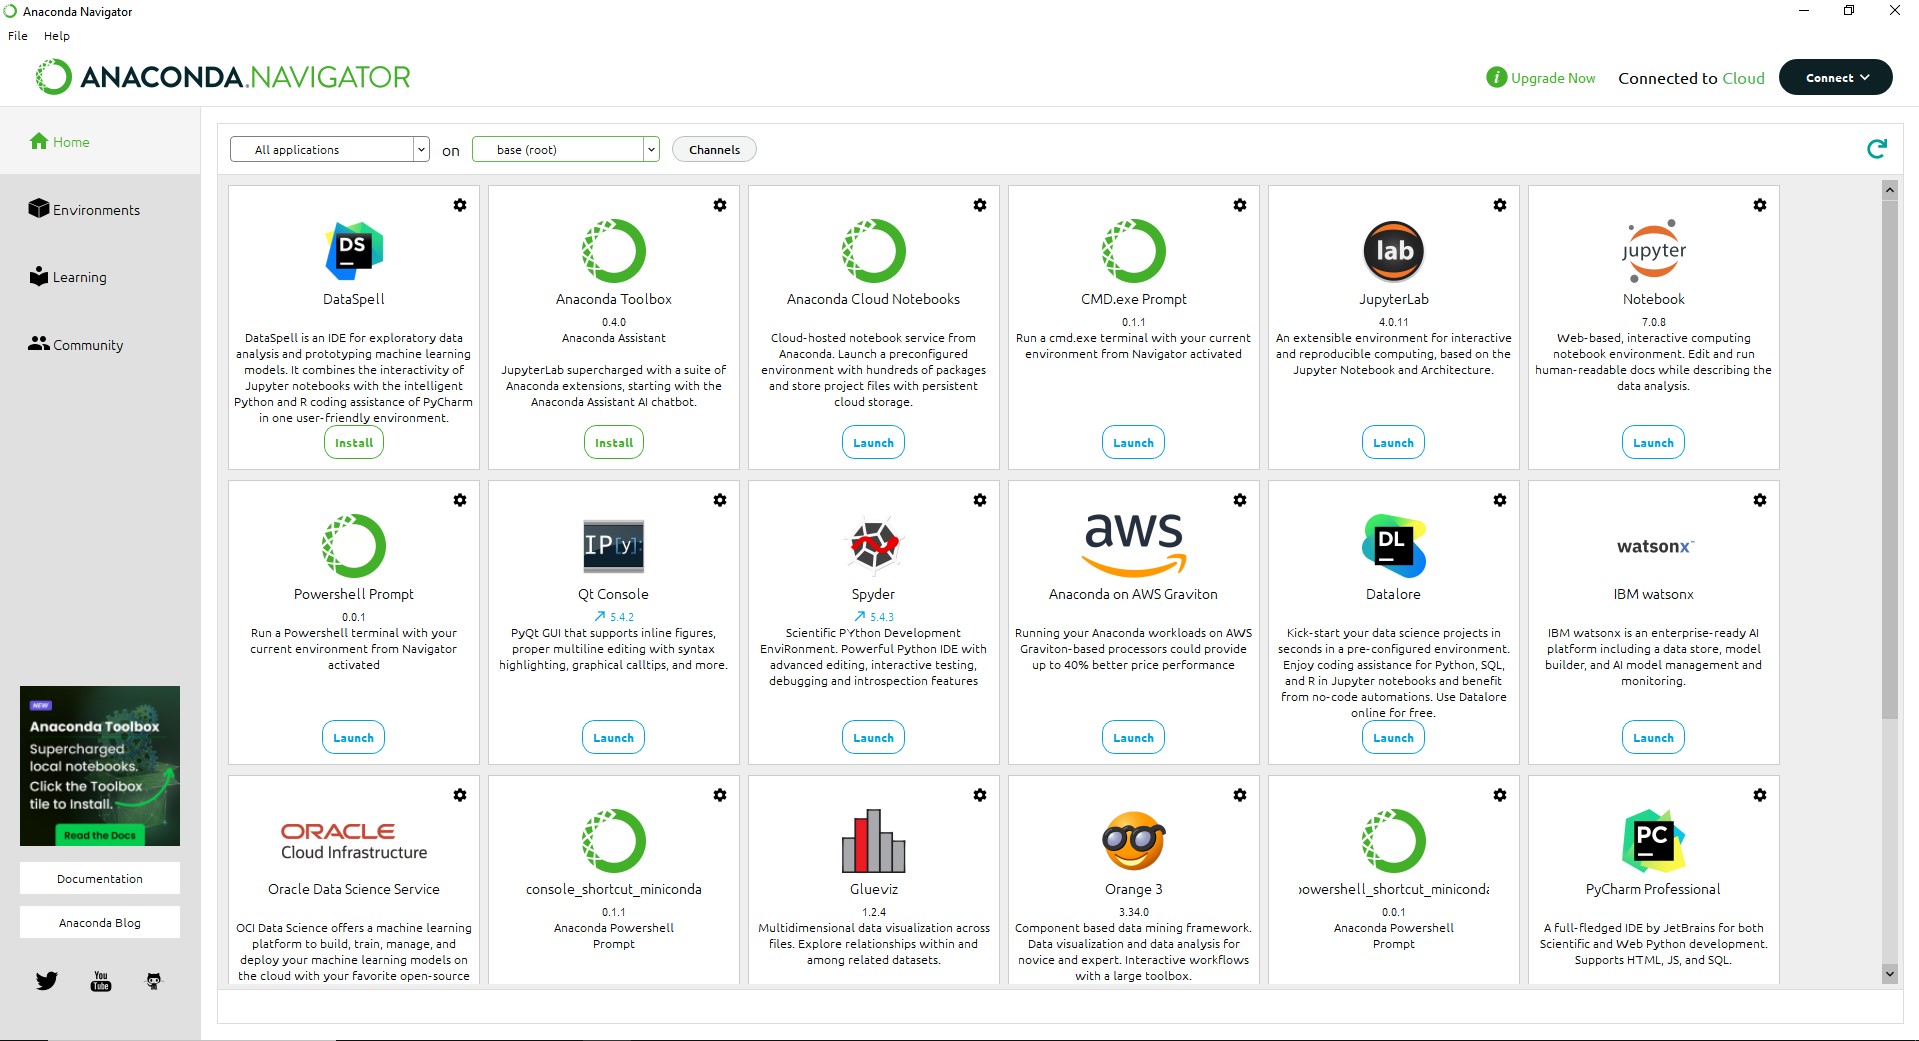 Anaconda Navigator
File Help
ANACONDA.NAVIGATOR
i Upgrade Now Connected to Cloud Connect
Home
Environments
Learning
Community
All applications on base (root) Channels
DS
DataSpell
DataSpell is an IDE for exploratory data
analysis and prototyping machine learning
models. It combines the interactivity of
Jupyter notebooks with the intelligent
Python and R coding assistance of PyCharm
in one user-friendly environment.
Install
Anaconda Toolbox
0.4.0
Anaconda Assistant
JupyterLab supercharged with a suite of
Anaconda extensions, starting with the
Anaconda Assistant AI chatbot.
Install
Anaconda Cloud Notebooks
Cloud-hosted notebook service from
Anaconda. Launch a preconfigured
environment with hundreds of packages
and store project files with persistent
cloud storage.
Launch
CMD.exe Prompt
0.1.1
Run a cmd.exe terminal with your current
environment from Navigator activated
Launch
lab
JupyterLab
4.0.11
An extensible environment for interactive
and reproducible computing, based on the
Jupyter Notebook and Architecture.
Launch
jupyter
Notebook
7.0.8
Web-based, interactive computing
notebook environment. Edit and run
human-readable docs while describing the
data analysis.
Launch
Powershell Prompt
0.0.1
Run a Powershell terminal with your
current environment from Navigator
activated
Launch
IP[y]:
Qt Console
5.4.2
PyQt GUI that supports inline figures,
proper multiline editing with syntax
highlighting, graphical calltips, and more.
Launch
Spyder
5.4.3
Scientific PYthon Development
EnviRonment. Powerful Python IDE with
advanced editing, interactive testing,
debugging and introspection features
Launch
aws
Anaconda on AWS Graviton
Running your Anaconda workloads on AWS
Graviton-based processors could provide
up to 40% better price performance
Launch
DL
Datalore
Kick-start your data science projects in
seconds in a pre-configured environment.
Enjoy coding assistance for Python, SQL,
and R in Jupyter notebooks and benefit
from no-code automations. Use Datalore
online for free.
Launch
watsonx™
IBM watsonx
IBM watsonx is an enterprise-ready AI
platform including a data store, model
builder, and AI model management and
monitoring.
Launch
ORACLE
Cloud Infrastructure
Oracle Data Science Service
OCI Data Science offers a machine learning
platform to build, train, manage, and
deploy your machine learning models on
the cloud with your favorite open-source
console_shortcut_miniconda
0.1.1
Anaconda Powershell
Prompt
Glueviz
1.2.4
Multidimensional data visualization across
files. Explore relationships within and
among related datasets.
Orange 3
3.34.0
Component based data mining framework.
Data visualization and data analysis for
novice and expert. Interactive workflows
with a large toolbox.
powershell_shortcut_miniconda
0.0.1
Anaconda Powershell
Prompt
PC
PyCharm Professional
A full-fledged IDE by JetBrains for both
Scientific and Web Python development.
Supports HTML, JS, and SQL.
NEW
Anaconda Toolbox
Supercharged
local notebooks.
Click the Toolbox
tile to Install.
Read the Docs
Documentation
Anaconda Blog
You
Tube